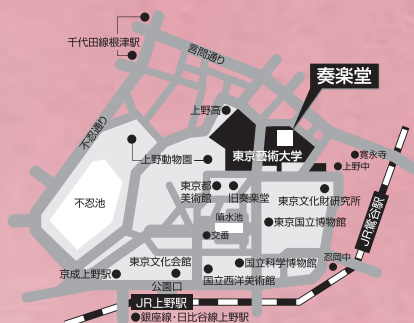 千代田線根津駅
言問通り
奏楽堂
不忍通り
上野高
東京藝術大学
寛永寺
上野中
上野動物園
不忍池
東京都
美術館
旧奏楽堂
東京文化財研究所
噴水池
東京国立博物館
交番
JR鶯谷駅
忍岡中
東京文化会館
国立科学博物館
京成上野駅
国立西洋美術館
公園口
JR上野駅
銀座線・日比谷線上野駅